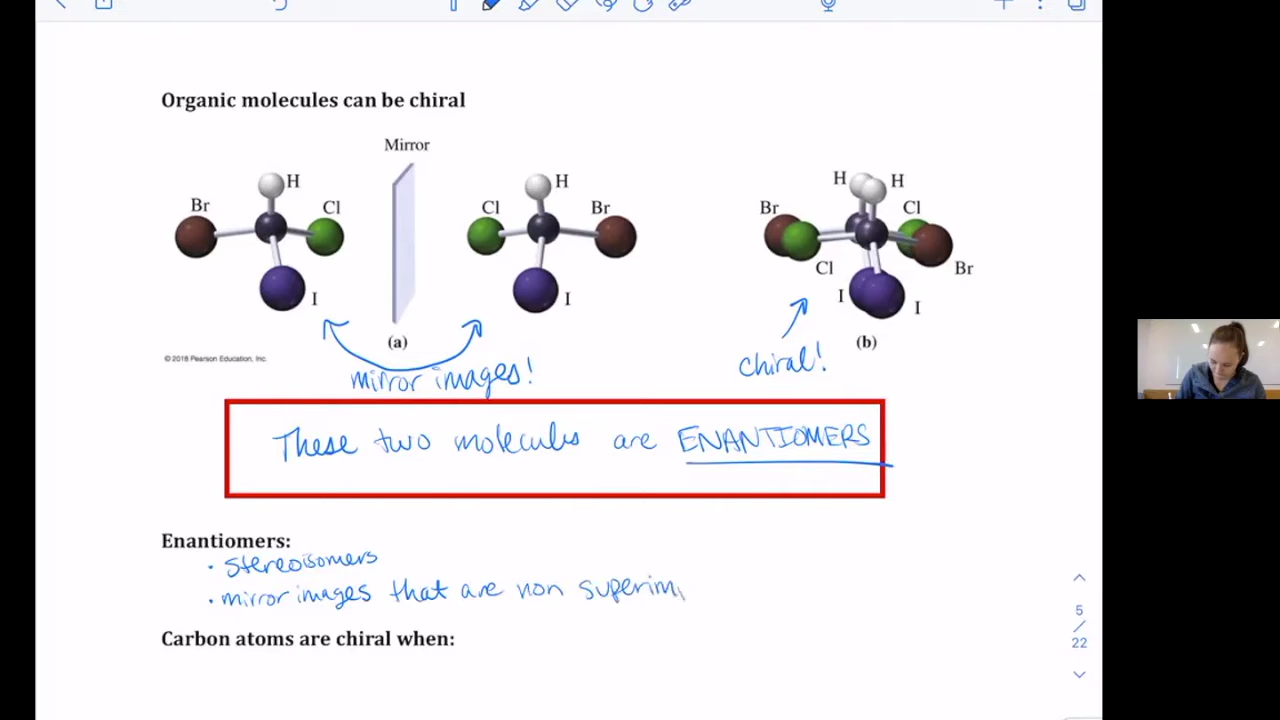 Organic molecules can be chiral
Mirror
H
Br
Cl
I
H
Cl
Br
I
H
H
Br
Cl
Cl
Br
I
I
(a)
(b)
© 2018 Pearson Education, Inc.
mirror images!
chiral!
These two molecules are ENANTIOMERS
Enantiomers:
• stereoisomers
• mirror images that are non superim
Carbon atoms are chiral when:
5
/
22